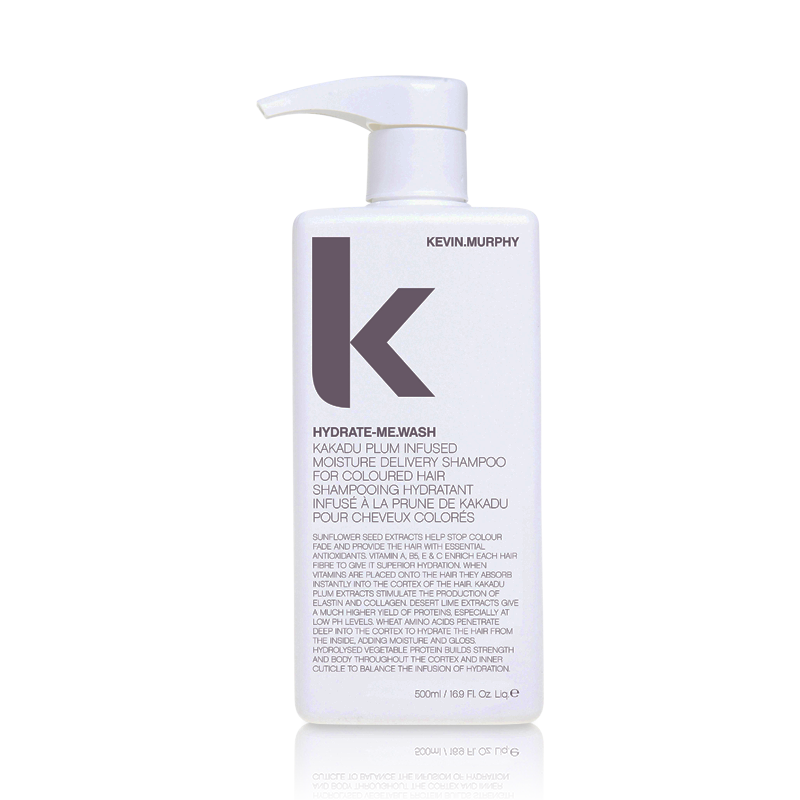 KEVIN.MURPHY
k
HYDRATE-ME.WASH
KAKADU PLUM INFUSED
MOISTURE DELIVERY SHAMPOO
FOR COLOURED HAIR
SHAMPOOING HYDRATANT
INFUSÉ À LA PRUNE DE KAKADU
POUR CHEVEUX COLORÉS
SUNFLOWER SEED EXTRACTS HELP STOP COLOUR
FADE AND PROVIDE THE HAIR WITH ESSENTIAL
ANTIOXIDANTS. VITAMIN A, B5, E & C ENRICH EACH HAIR
FIBRE TO GIVE IT SUPERIOR HYDRATION. WHEN
VITAMINS ARE PLACED ONTO THE HAIR THEY ABSORB
INSTANTLY INTO THE CORTEX OF THE HAIR. KAKADU
PLUM EXTRACTS STIMULATE THE PRODUCTION OF
ELASTIN AND COLLAGEN. DESERT LIME EXTRACTS GIVE
A MUCH HIGHER YIELD OF PROTEINS, ESPECIALLY AT
LOW PH LEVELS. WHEAT AMINO ACIDS PENETRATE
DEEP INTO THE CORTEX TO HYDRATE THE HAIR FROM
THE INSIDE, ADDING MOISTURE AND GLOSS.
HYDROLYSED VEGETABLE PROTEIN BUILDS STRENGTH
AND BODY THROUGHOUT THE CORTEX AND INNER
CUTICLE TO BALANCE THE INFUSION OF HYDRATION.
500ml / 16.9 Fl. Oz. Liq.℮